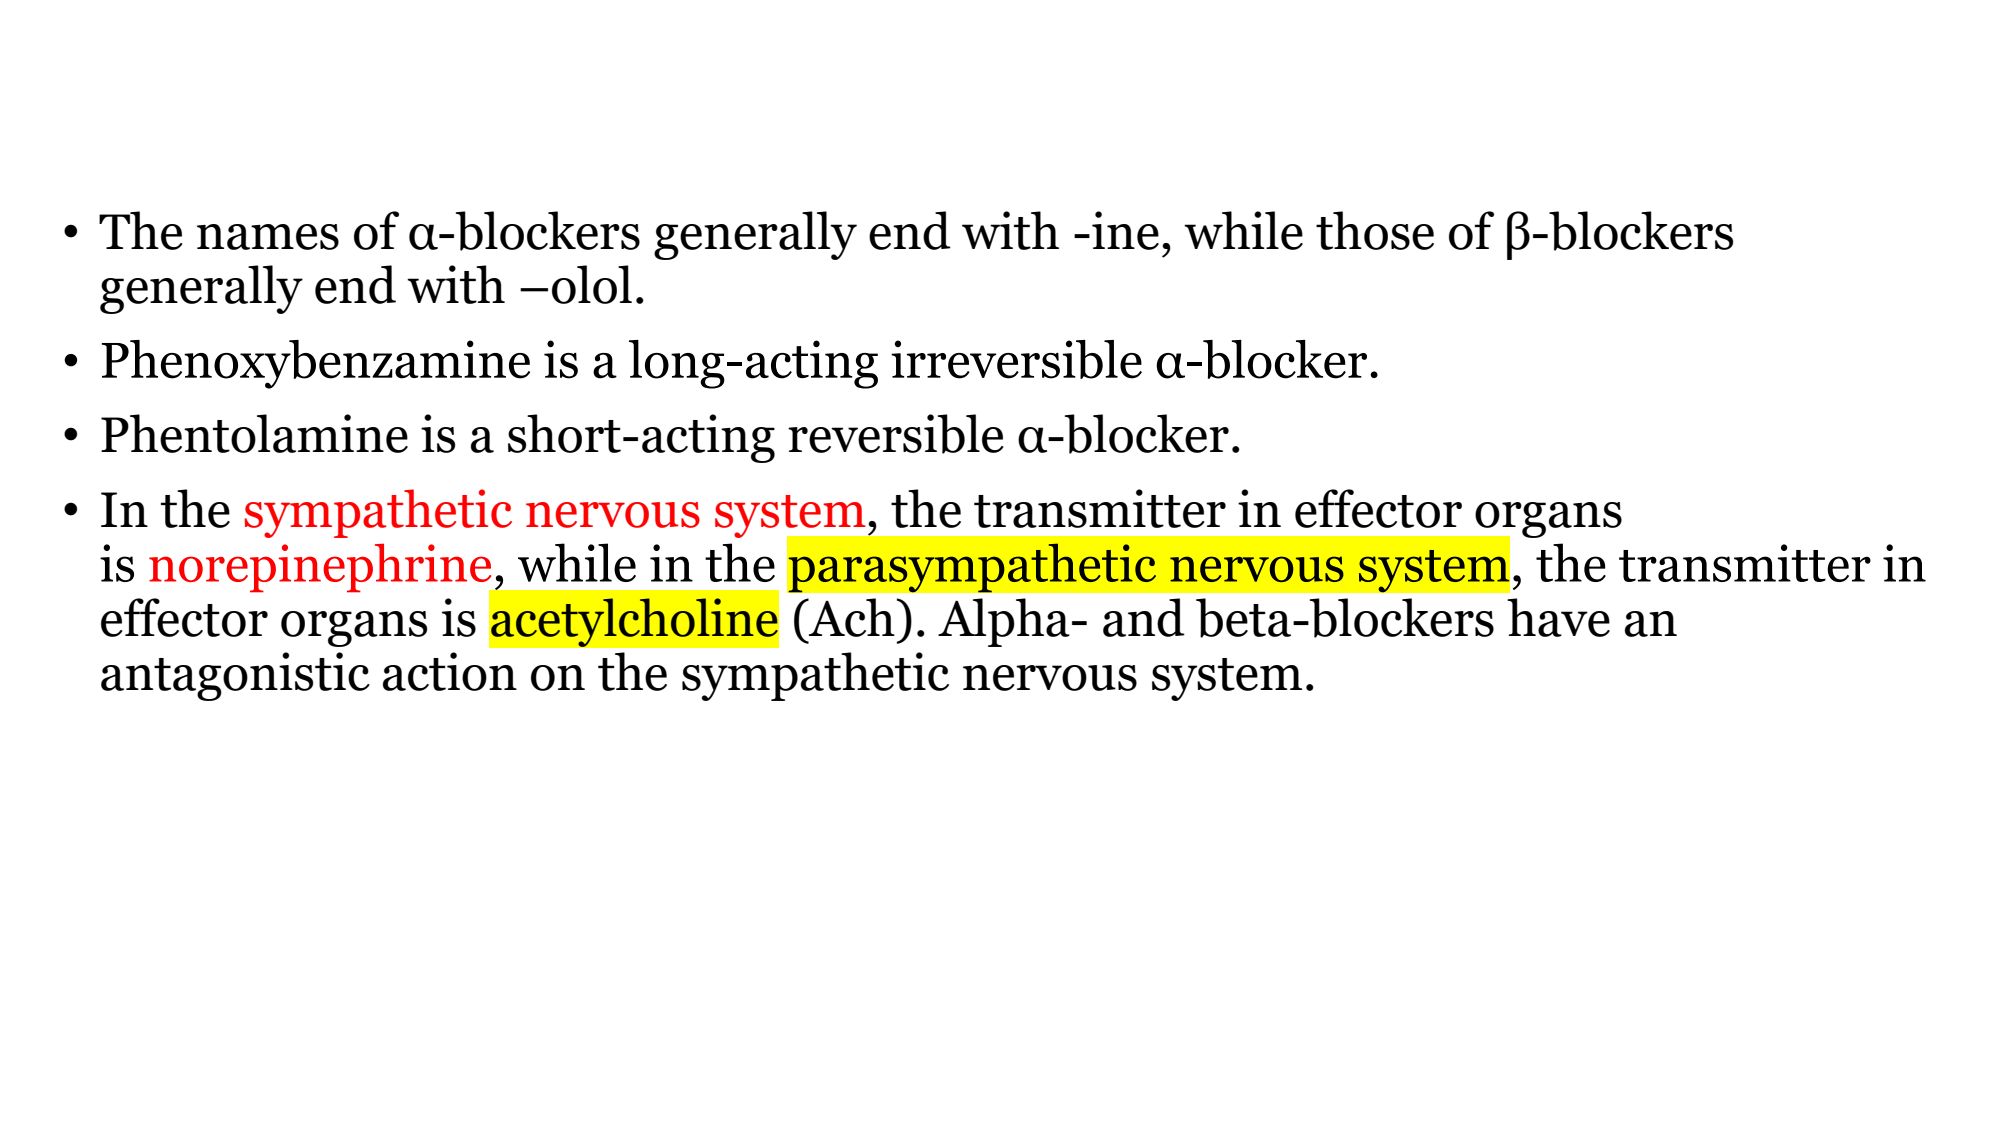 • The names of α-blockers generally end with -ine, while those of β-blockers
generally end with –olol.
• Phenoxybenzamine is a long-acting irreversible α-blocker.
• Phentolamine is a short-acting reversible α-blocker.
• In the sympathetic nervous system, the transmitter in effector organs
is norepinephrine, while in the parasympathetic nervous system, the transmitter in
effector organs is acetylcholine (Ach). Alpha- and beta-blockers have an
antagonistic action on the sympathetic nervous system.